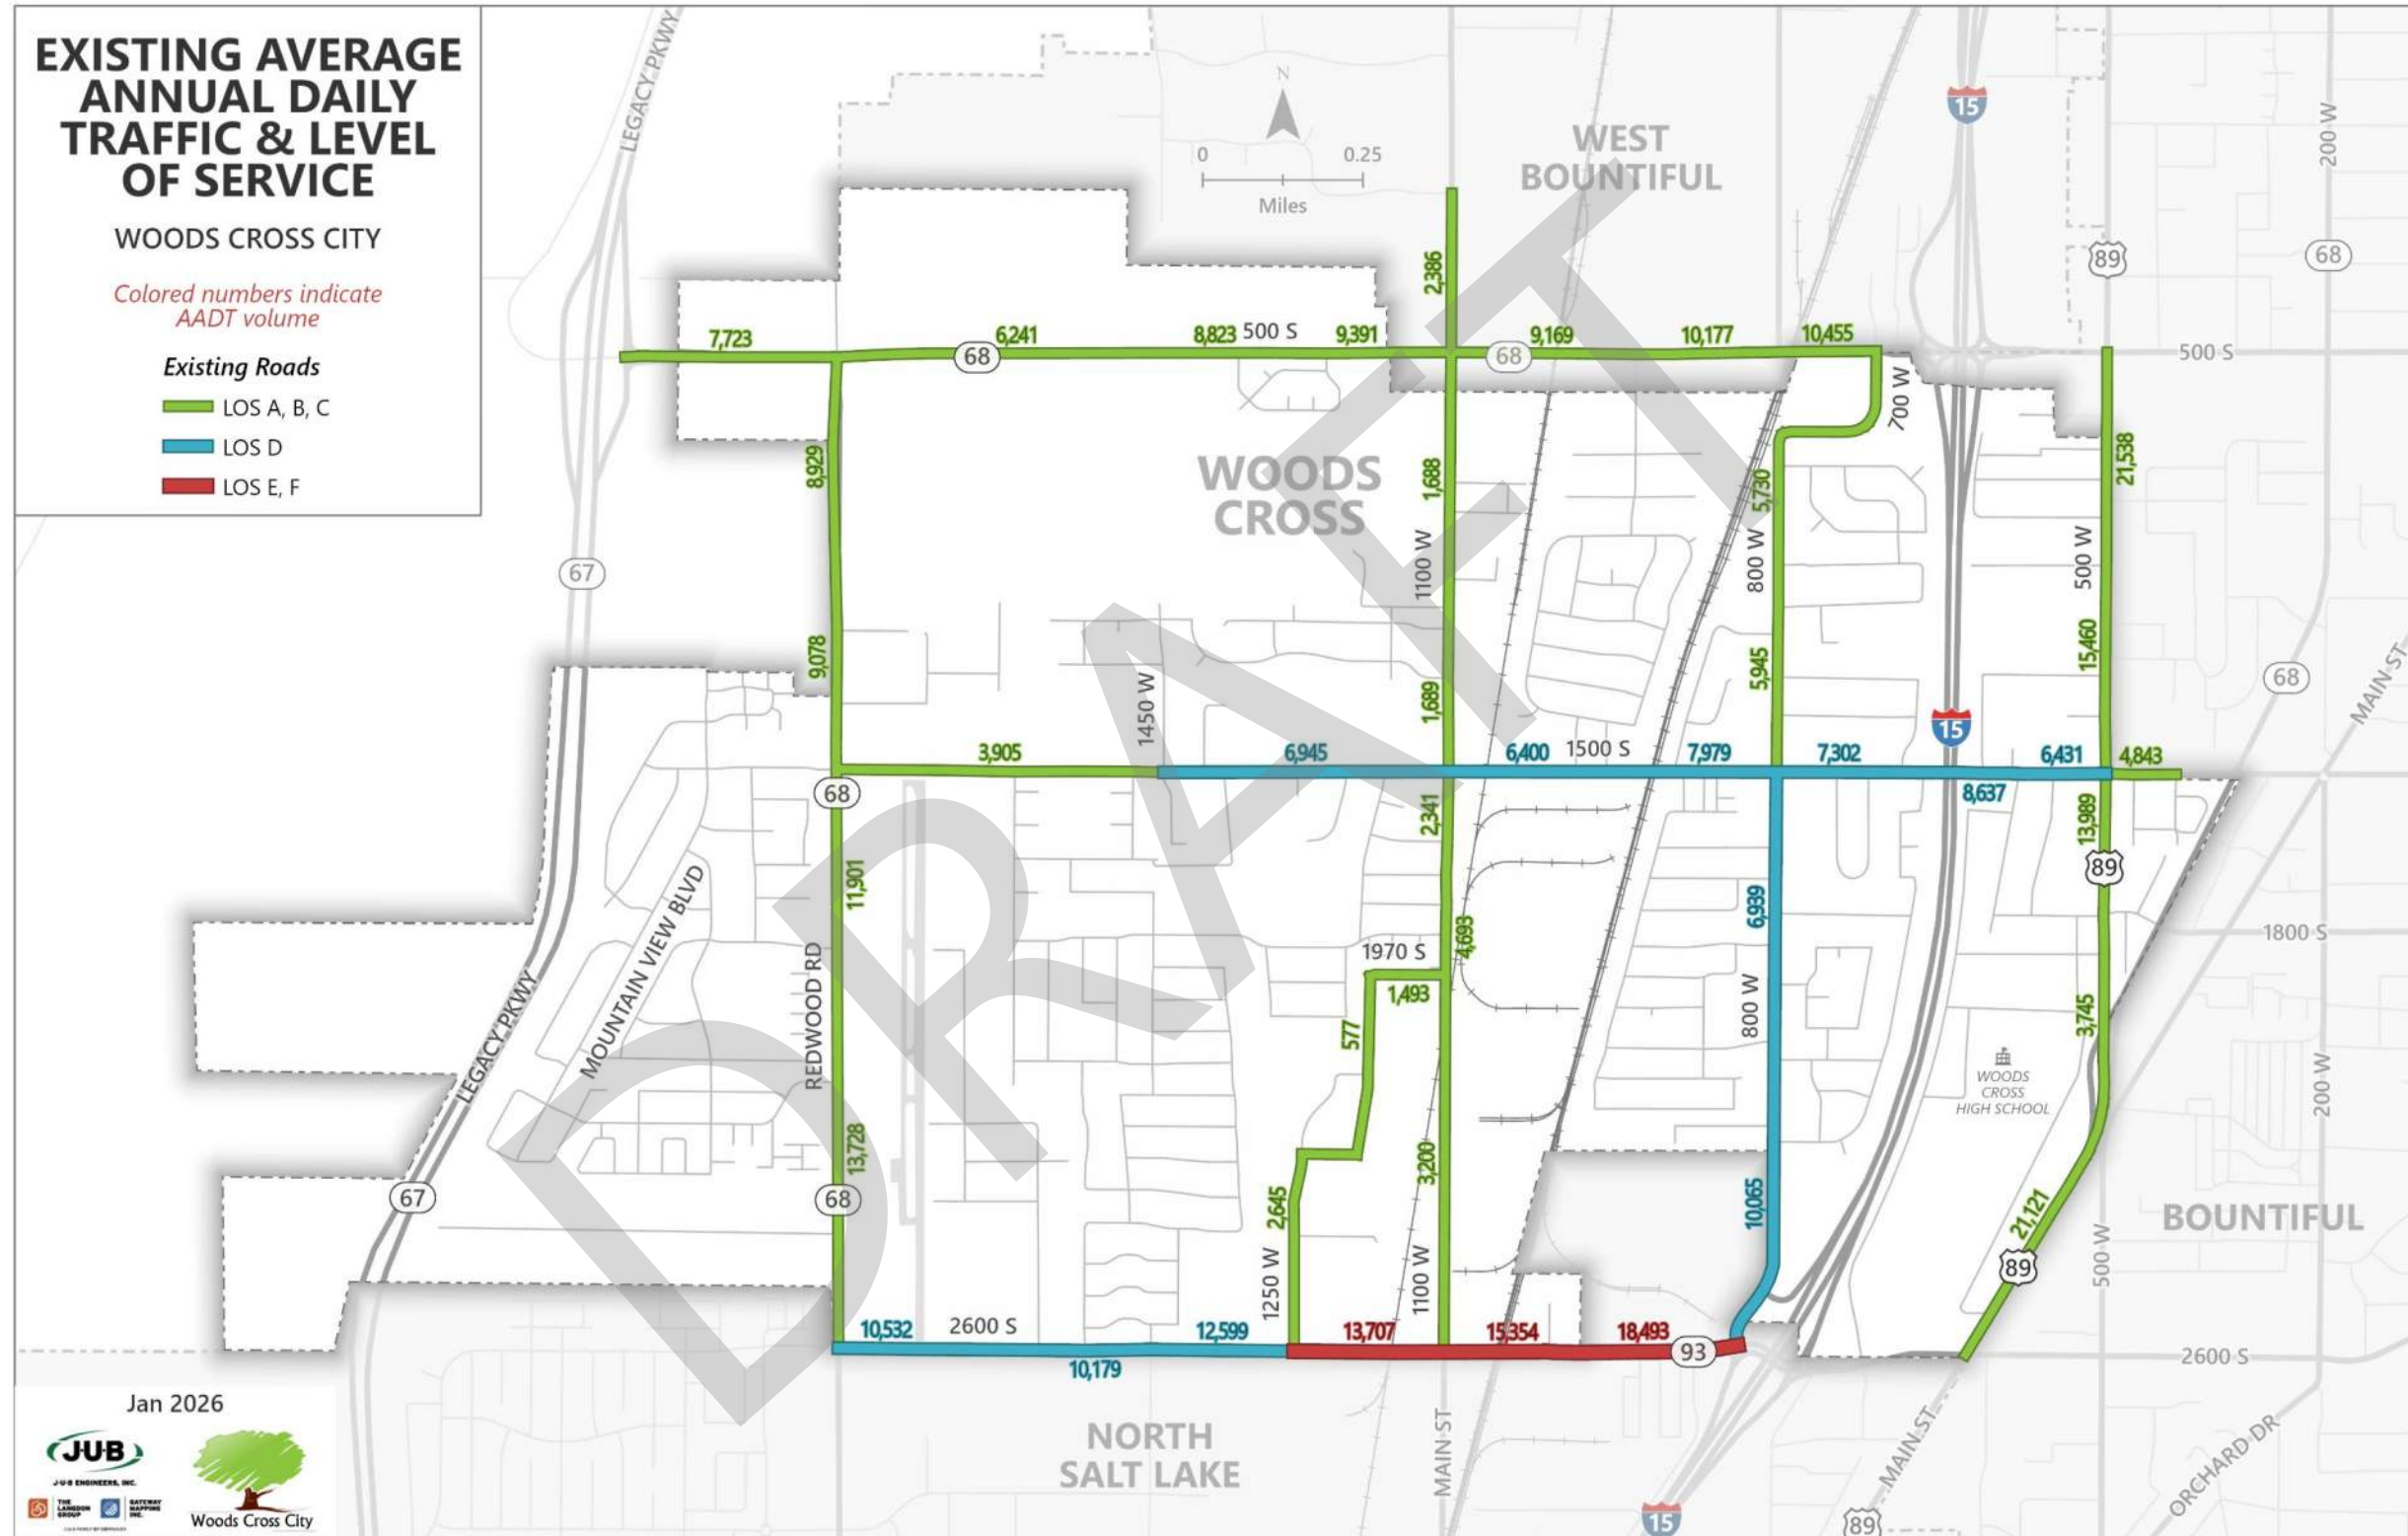 EXISTING AVERAGE
ANNUAL DAILY
TRAFFIC & LEVEL
OF SERVICE
WOODS CROSS CITY
Colored numbers indicate
AADT volume
Existing Roads
LOS A, B, C
LOS D
LOS E, F
LEGACY PKWY
N
0 0.25
Miles
WEST
BOUNTIFUL
15
200 W
89
68
2,386
7,723
6,241
8,823
500 S
9,391
9,169
10,177
10,455
68
68
500 S
700 W
8,929
WOODS
CROSS
1,688
5,730
21,538
1100 W
800 W
500 W
67
9,078
1,689
5,945
15,460
68
MAIN ST
1450 W
15
3,905
6,945
6,400
1500 S
7,979
7,302
6,431
4,843
8,637
68
2,341
13,989
89
11,901
MOUNTAIN VIEW BLVD
REDWOOD RD
4,693
6,939
1970 S
1800 S
1,493
577
800 W
3,745
LEGACY PKWY
WOODS
CROSS
HIGH SCHOOL
200 W
13,728
3,200
67
68
2,645
10,065
21,121
BOUNTIFUL
89
500 W
1250 W
1100 W
10,532
2600 S
12,599
13,707
15,354
18,493
93
10,179
2600 S
NORTH
SALT LAKE
MAIN ST
MAIN ST
ORCHARD DR
15
89
DRAFT
Jan 2026
J-U-B
J-U-B ENGINEERS, INC.
THE
LANGDON
GROUP
GATEWAY
MAPPING
INC.
Woods Cross City